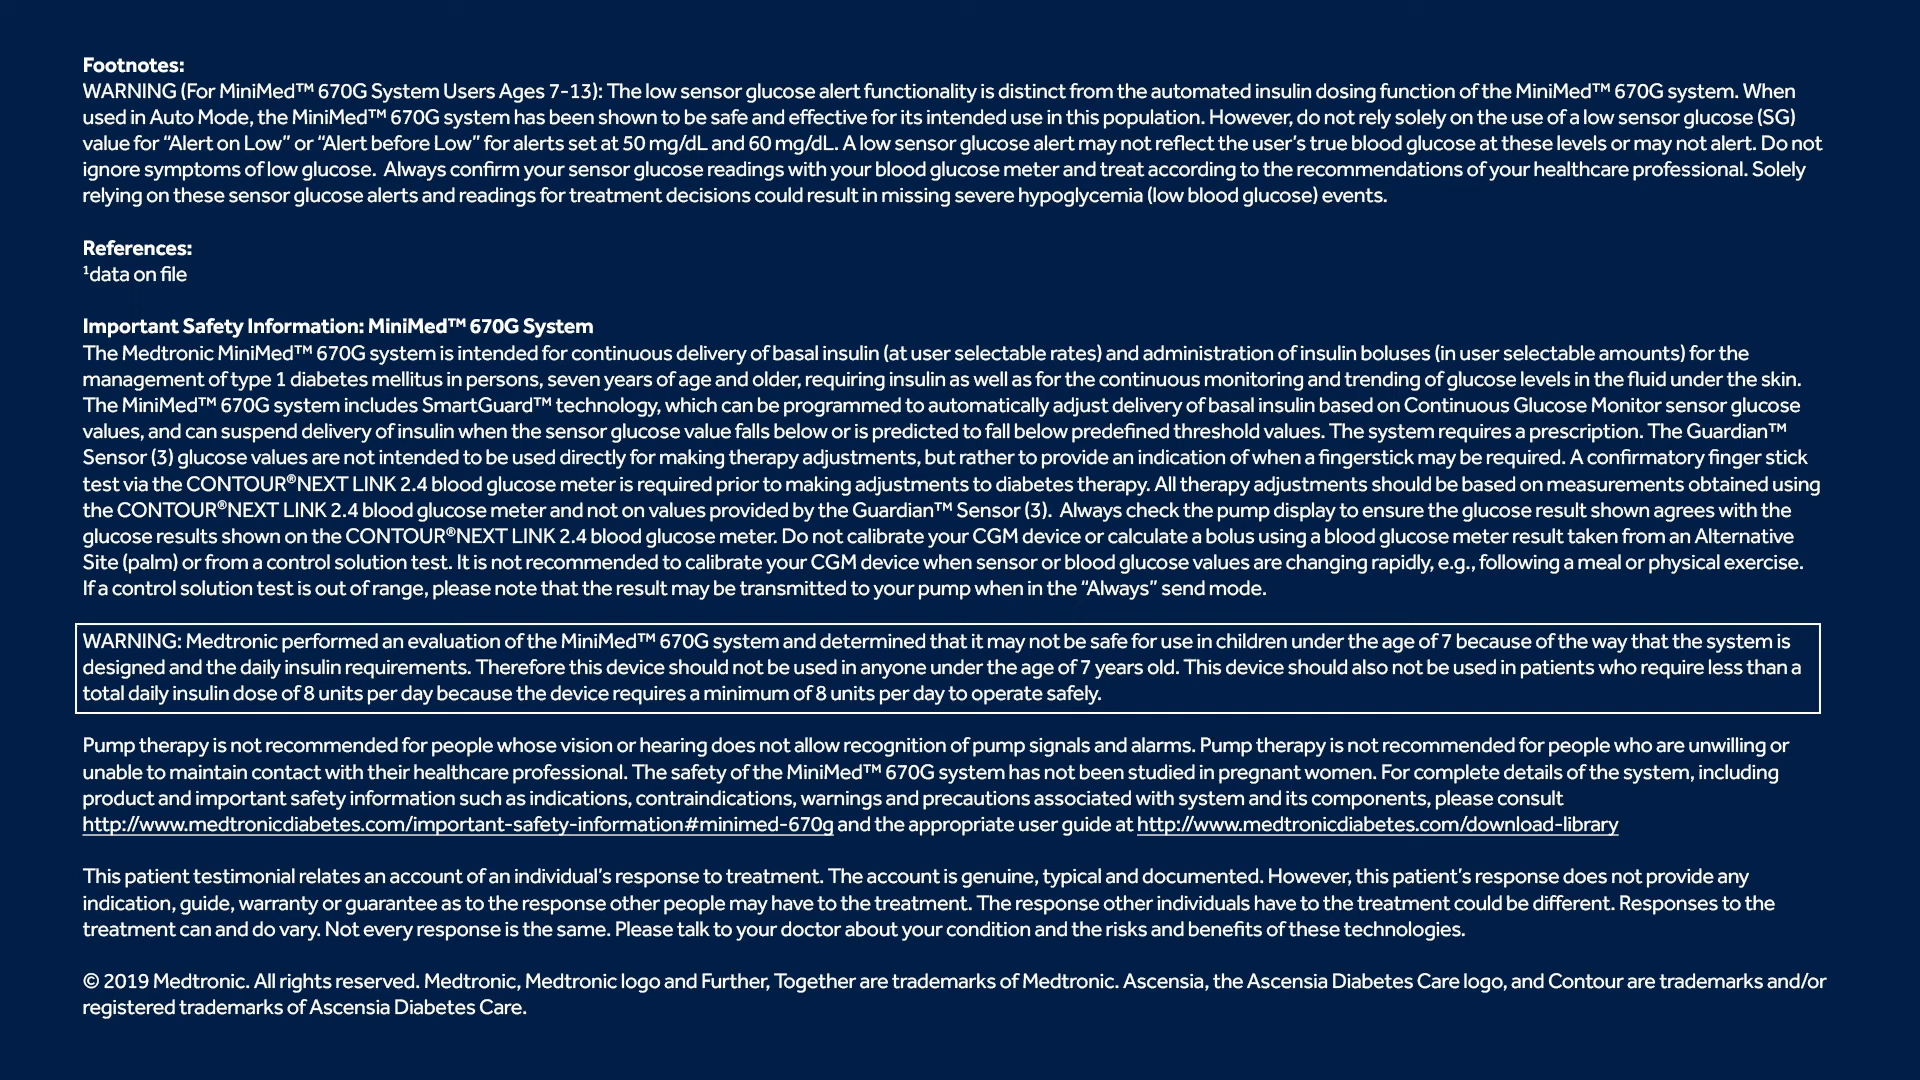 Footnotes:
WARNING (For MiniMed™ 670G System Users Ages 7-13): The low sensor glucose alert functionality is distinct from the automated insulin dosing function of the MiniMed™ 670G system. When
used in Auto Mode, the MiniMed™ 670G system has been shown to be safe and effective for its intended use in this population. However, do not rely solely on the use of a low sensor glucose (SG)
value for “Alert on Low” or “Alert before Low” for alerts set at 50 mg/dL and 60 mg/dL. A low sensor glucose alert may not reflect the user’s true blood glucose at these levels or may not alert. Do not
ignore symptoms of low glucose.  Always confirm your sensor glucose readings with your blood glucose meter and treat according to the recommendations of your healthcare professional. Solely
relying on these sensor glucose alerts and readings for treatment decisions could result in missing severe hypoglycemia (low blood glucose) events.
References:
¹data on file
Important Safety Information: MiniMed™ 670G System
The Medtronic MiniMed™ 670G system is intended for continuous delivery of basal insulin (at user selectable rates) and administration of insulin boluses (in user selectable amounts) for the
management of type 1 diabetes mellitus in persons, seven years of age and older, requiring insulin as well as for the continuous monitoring and trending of glucose levels in the fluid under the skin.
The MiniMed™ 670G system includes SmartGuard™ technology, which can be programmed to automatically adjust delivery of basal insulin based on Continuous Glucose Monitor sensor glucose
values, and can suspend delivery of insulin when the sensor glucose value falls below or is predicted to fall below predefined threshold values. The system requires a prescription. The Guardian™
Sensor (3) glucose values are not intended to be used directly for making therapy adjustments, but rather to provide an indication of when a fingerstick may be required. A confirmatory finger stick
test via the CONTOUR®NEXT LINK 2.4 blood glucose meter is required prior to making adjustments to diabetes therapy. All therapy adjustments should be based on measurements obtained using
the CONTOUR®NEXT LINK 2.4 blood glucose meter and not on values provided by the Guardian™ Sensor (3).  Always check the pump display to ensure the glucose result shown agrees with the
glucose results shown on the CONTOUR®NEXT LINK 2.4 blood glucose meter. Do not calibrate your CGM device or calculate a bolus using a blood glucose meter result taken from an Alternative
Site (palm) or from a control solution test. It is not recommended to calibrate your CGM device when sensor or blood glucose values are changing rapidly, e.g., following a meal or physical exercise.
If a control solution test is out of range, please note that the result may be transmitted to your pump when in the “Always” send mode.
WARNING: Medtronic performed an evaluation of the MiniMed™ 670G system and determined that it may not be safe for use in children under the age of 7 because of the way that the system is
designed and the daily insulin requirements. Therefore this device should not be used in anyone under the age of 7 years old. This device should also not be used in patients who require less than a
total daily insulin dose of 8 units per day because the device requires a minimum of 8 units per day to operate safely.
Pump therapy is not recommended for people whose vision or hearing does not allow recognition of pump signals and alarms. Pump therapy is not recommended for people who are unwilling or
unable to maintain contact with their healthcare professional. The safety of the MiniMed™ 670G system has not been studied in pregnant women. For complete details of the system, including
product and important safety information such as indications, contraindications, warnings and precautions associated with system and its components, please consult
http://www.medtronicdiabetes.com/important-safety-information#minimed-670g and the appropriate user guide at http://www.medtronicdiabetes.com/download-library
This patient testimonial relates an account of an individual’s response to treatment. The account is genuine, typical and documented. However, this patient’s response does not provide any
indication, guide, warranty or guarantee as to the response other people may have to the treatment. The response other individuals have to the treatment could be different. Responses to the
treatment can and do vary. Not every response is the same. Please talk to your doctor about your condition and the risks and benefits of these technologies.
© 2019 Medtronic. All rights reserved. Medtronic, Medtronic logo and Further, Together are trademarks of Medtronic. Ascensia, the Ascensia Diabetes Care logo, and Contour are trademarks and/or
registered trademarks of Ascensia Diabetes Care.